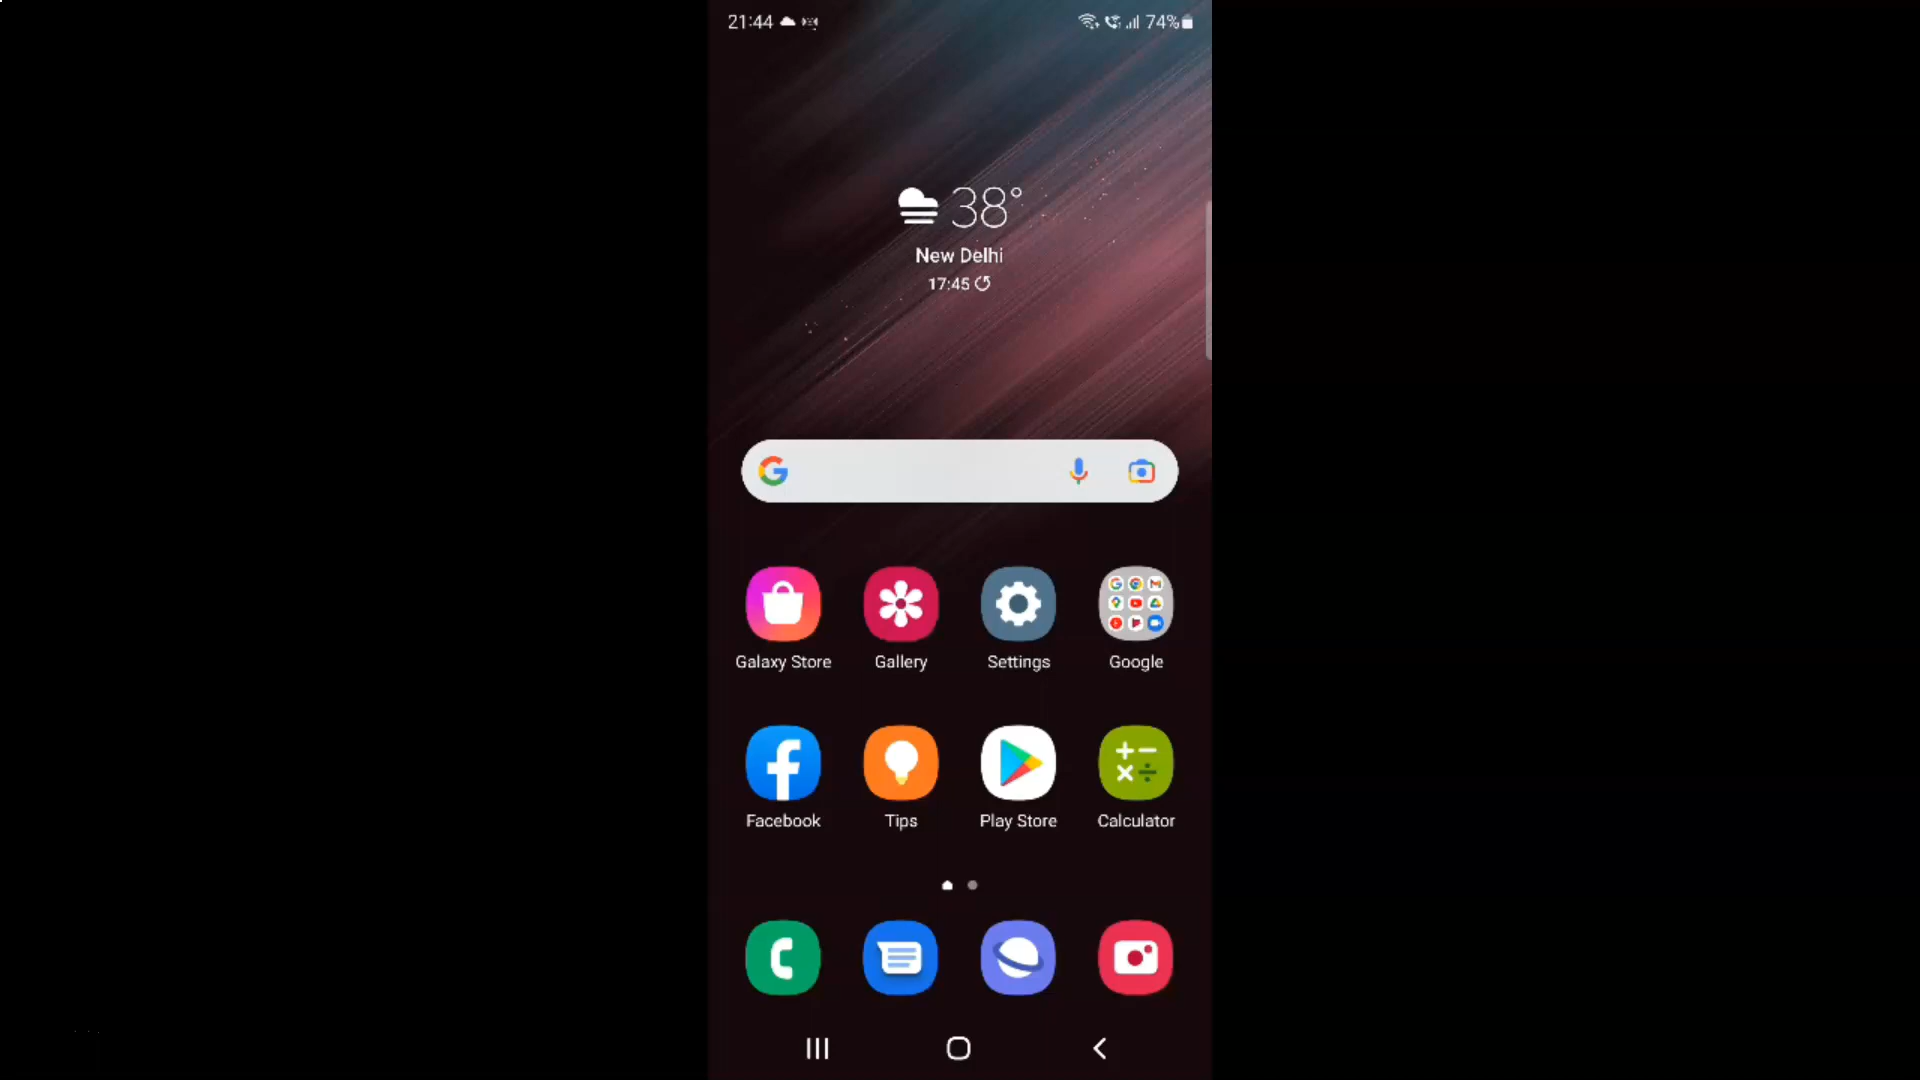 21:44
74%
38°
New Delhi
17:45
Galaxy Store
Gallery
Settings
Google
Facebook
Tips
Play Store
Calculator